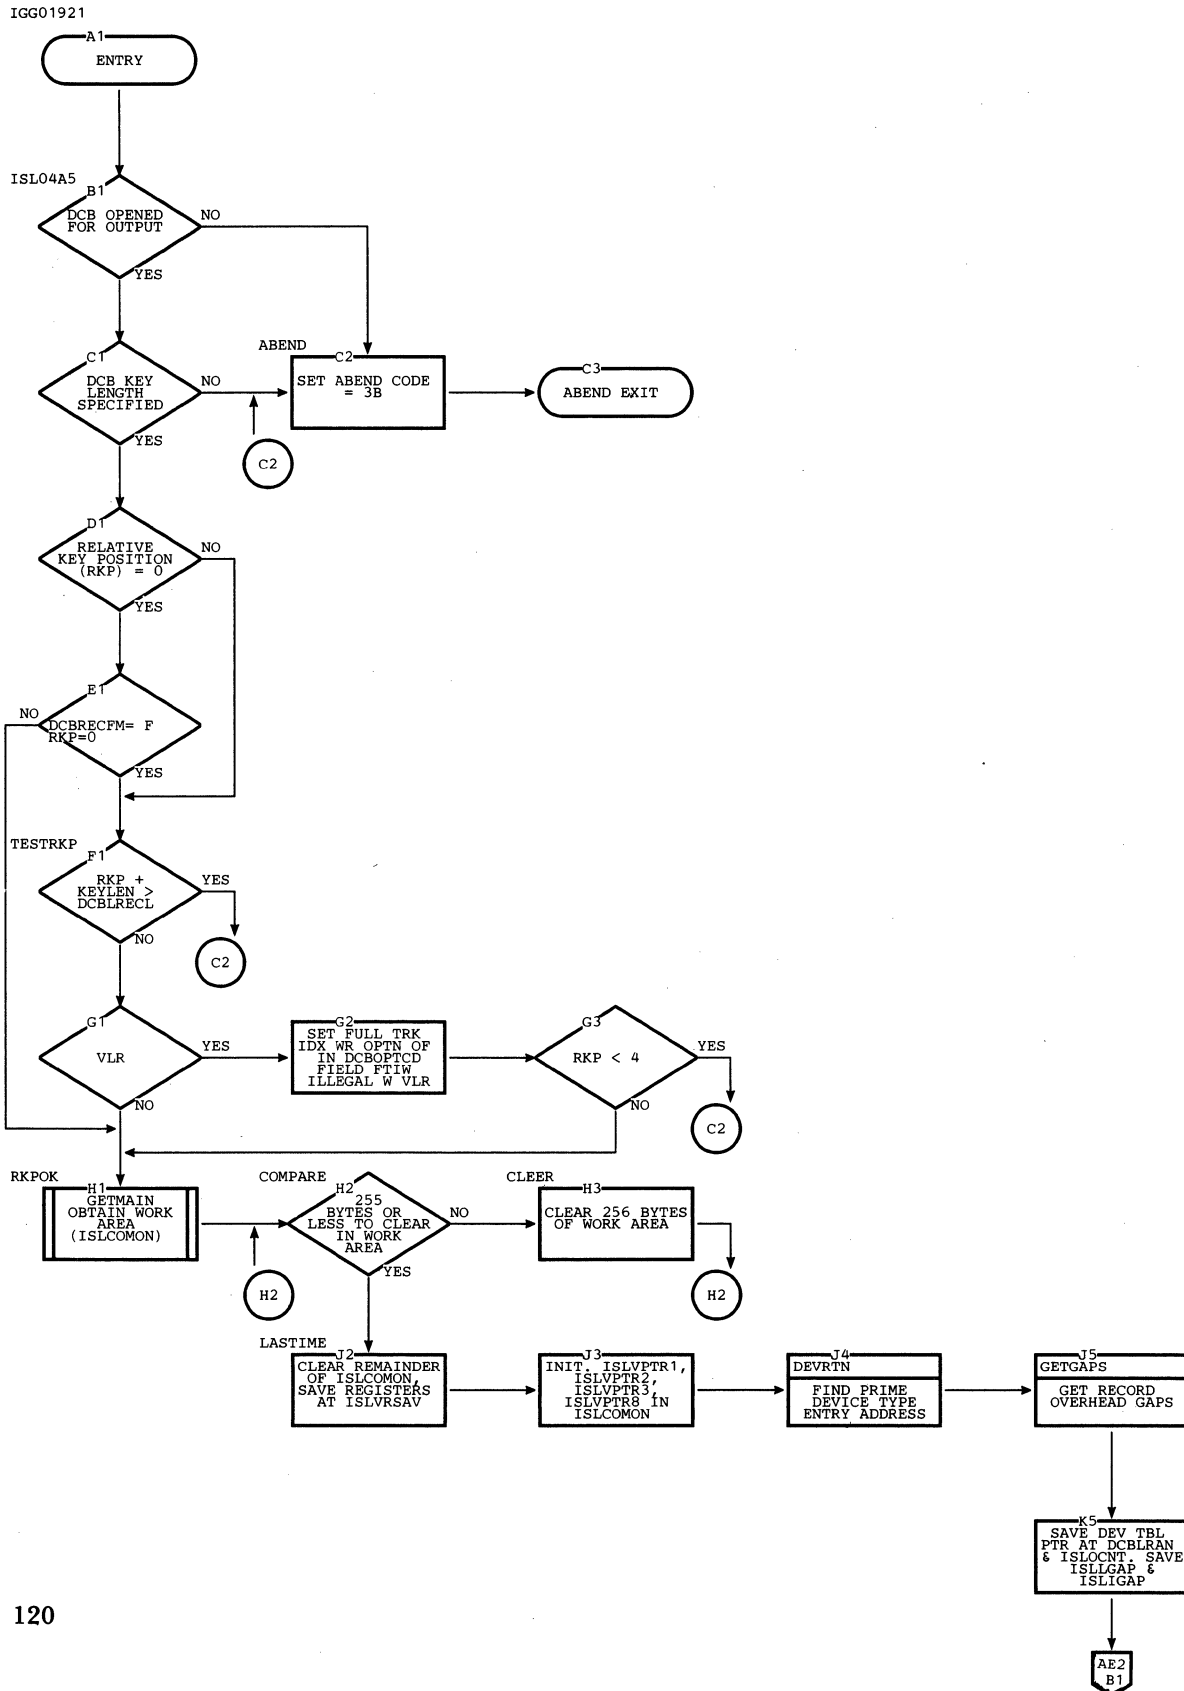 IGG01921
A1
ENTRY
ISL04A5
B1
DCB OPENED
FOR OUTPUT
NO
YES
ABEND
C1
DCB KEY
LENGTH
SPECIFIED
NO
YES
C2
SET ABEND CODE
= 3B
C3
ABEND EXIT
C2
D1
RELATIVE
KEY POSITION
(RKP) = 0
NO
YES
E1
NO
DCBRECFM= F
RKP=0
YES
TESTRKP
F1
RKP +
KEYLEN >
DCBLRECL
YES
NO
C2
G1
VLR
YES
NO
G2
SET FULL TRK
IDX WR OPTN OF
IN DCBOPTCD
FIELD FTIW
ILLEGAL W VLR
G3
RKP < 4
YES
NO
C2
RKPOK
H1
GETMAIN
OBTAIN WORK
AREA
(ISLCOMON)
COMPARE
H2
255
BYTES OR
LESS TO CLEAR
IN WORK
AREA
NO
YES
CLEER
H3
CLEAR 256 BYTES
OF WORK AREA
H2
H2
LASTIME
J2
CLEAR REMAINDER
OF ISLCOMON,
SAVE REGISTERS
AT ISLVRSAV
J3
INIT. ISLVPTR1,
ISLVPTR2,
ISLVPTR3,
ISLVPTR8 IN
ISLCOMON
J4
DEVRTN
FIND PRIME
DEVICE TYPE
ENTRY ADDRESS
J5
GETGAPS
GET RECORD
OVERHEAD GAPS
K5
SAVE DEV TBL
PTR AT DCBLRAN
& ISLOCNT. SAVE
ISLLGAP &
ISLIGAP
120
AE2
B1